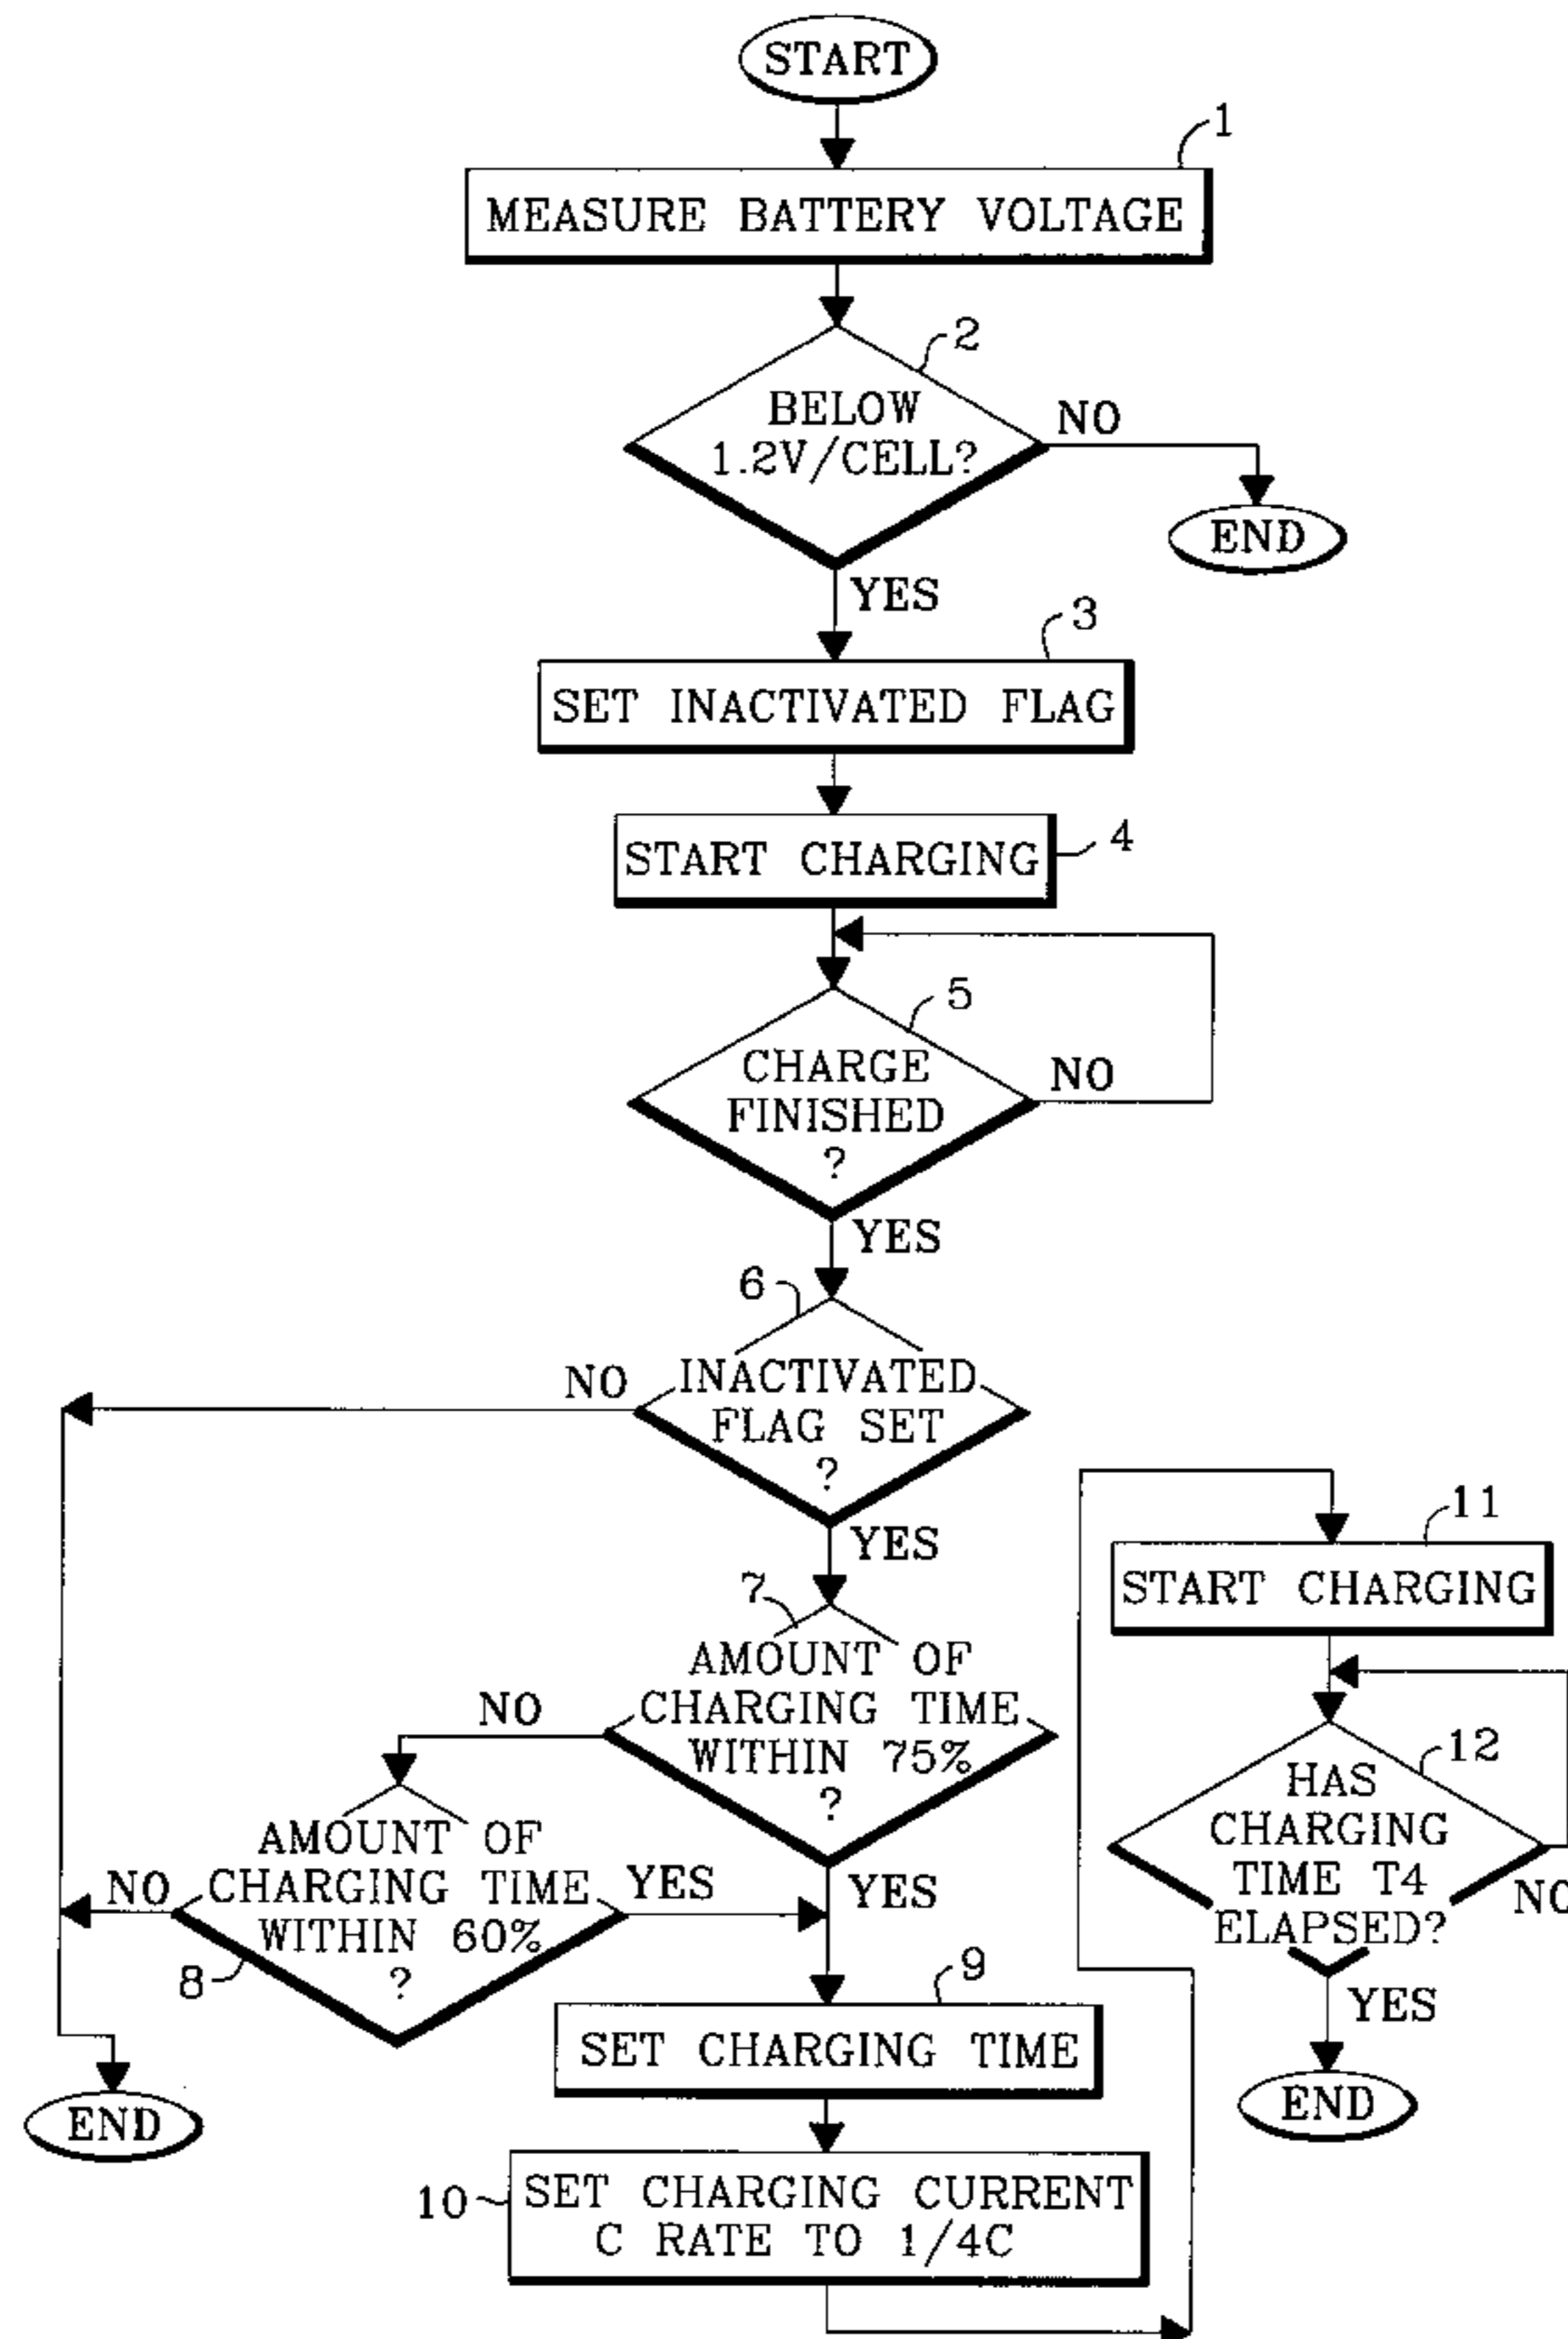 START
1
MEASURE BATTERY VOLTAGE
2
BELOW
1.2V/CELL?
NO
END
YES
3
SET INACTIVATED FLAG
START CHARGING
4
5
CHARGE
FINISHED
?
NO
YES
6
INACTIVATED
FLAG SET
?
NO
YES
7
AMOUNT OF
CHARGING TIME
WITHIN 75%
?
NO
YES
AMOUNT OF
CHARGING TIME
WITHIN 60%
?
NO
YES
8
END
9
SET CHARGING TIME
10
SET CHARGING CURRENT
C RATE TO 1/4C
11
START CHARGING
12
HAS
CHARGING
TIME T4
ELAPSED?
NO
YES
END